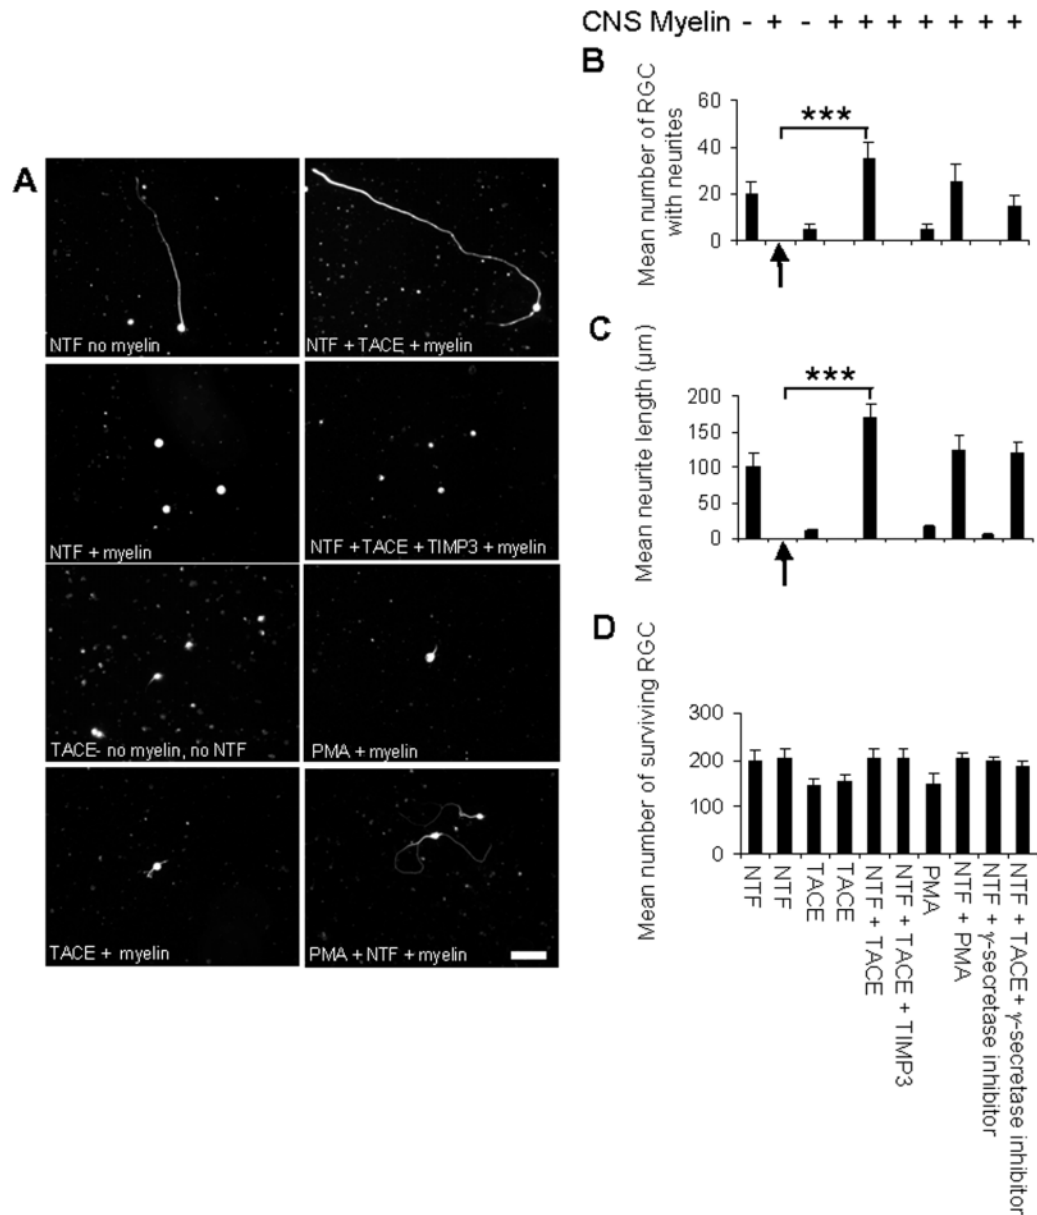 CNS Myelin - + - + + + + + + +
A
NTF no myelin
NTF + TACE + myelin
NTF + myelin
NTF + TACE + TIMP3 + myelin
TACE- no myelin, no NTF
PMA + myelin
TACE + myelin
PMA + NTF + myelin
B
Mean number of RGC
with neurites
60
40
20
0
***
C
Mean neurite length (µm)
200
150
100
50
0
***
D
Mean number of surviving RGC
300
200
100
0
NTF
NTF
TACE
TACE
NTF + TACE
NTF + TACE + TIMP3
PMA
NTF + PMA
NTF + γ-secretase inhibitor
NTF + TACE+ γ-secretase inhibitor